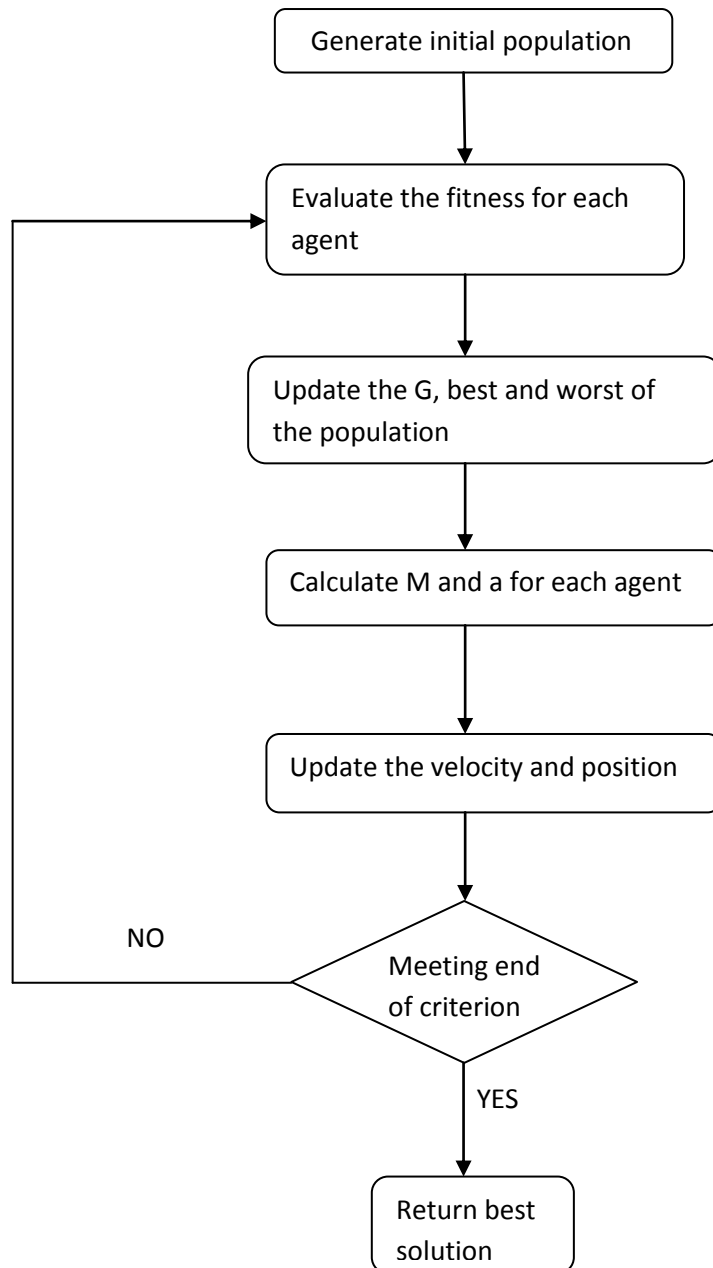 Generate initial population
Evaluate the fitness for each
agent
Update the G, best and worst of
the population
Calculate M and a for each agent
Update the velocity and position
NO
Meeting end
of criterion
YES
Return best
solution